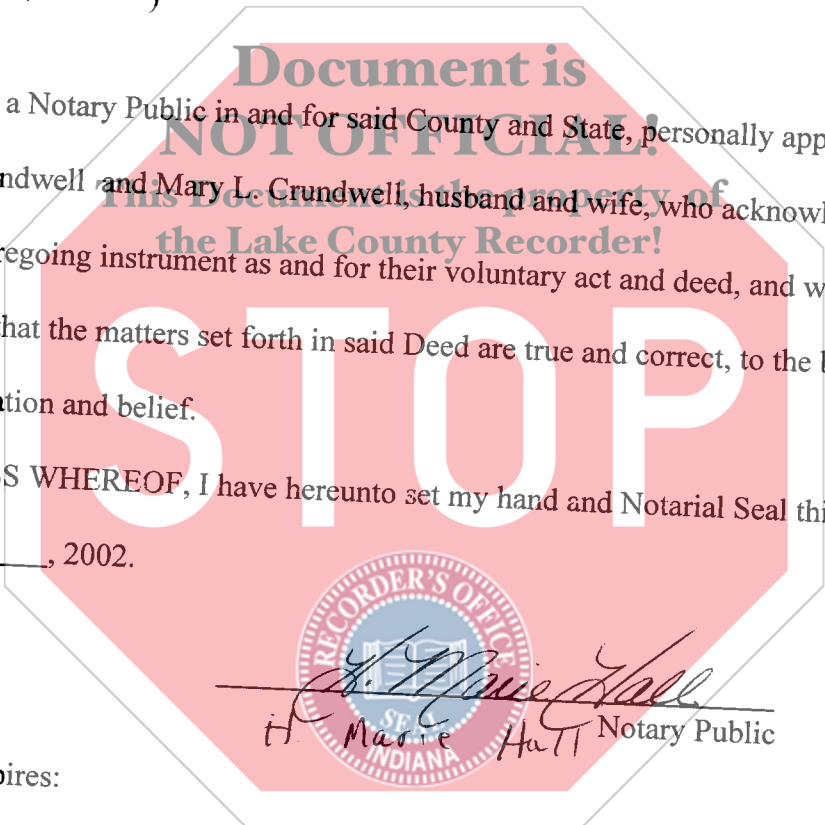 Document is
NOT OFFICIAL!
This Document is the property of
the Lake County Recorder!
a Notary Public in and for said County and State, personally app
ndwell and Mary L. Crundwell, husband and wife, who acknowl
regoing instrument as and for their voluntary act and deed, and w
hat the matters set forth in said Deed are true and correct, to the b
ation and belief.
STOP
S WHEREOF, I have hereunto set my hand and Notarial Seal thi
, 2002.
RECORDER'S OFFICE
SEAL
INDIANA
H. Marie Hall
H Marie Hall Notary Public
pires: